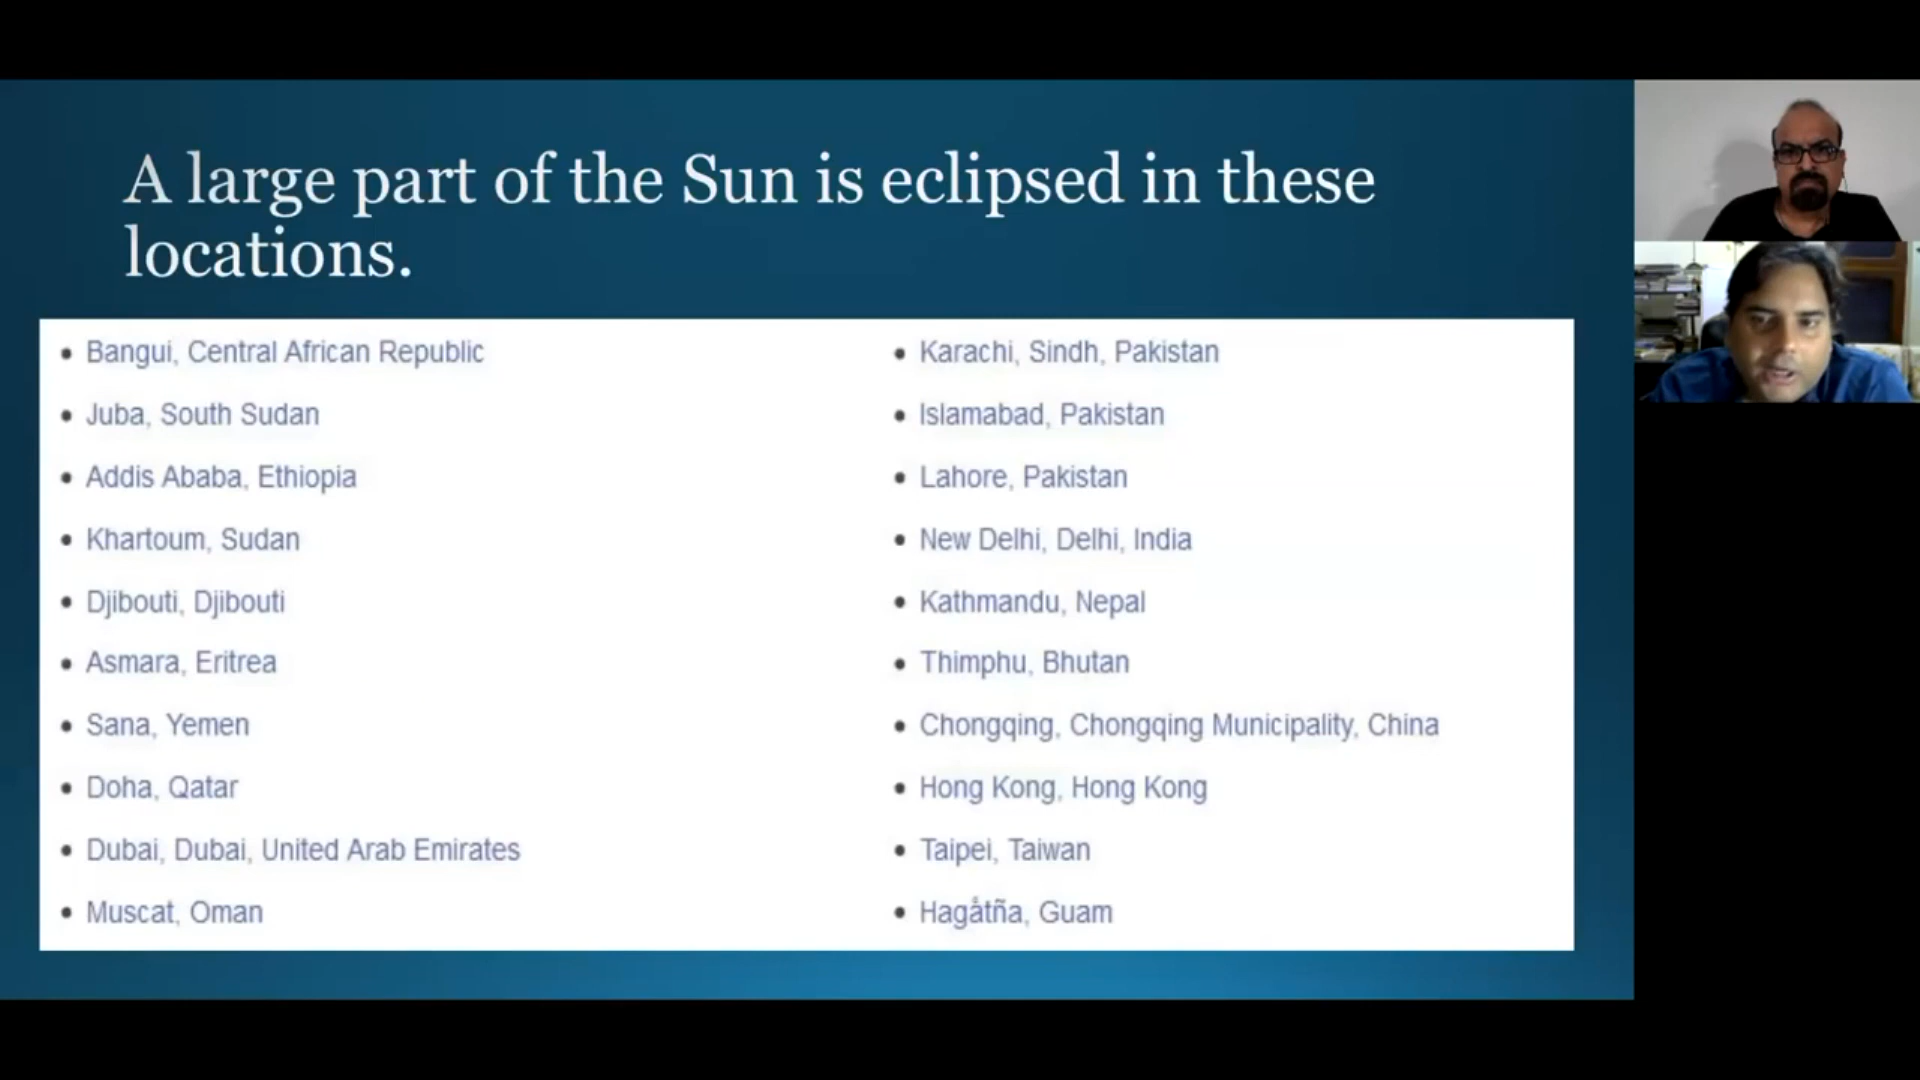 A large part of the Sun is eclipsed in these
locations.
• Bangui, Central African Republic
• Juba, South Sudan
• Addis Ababa, Ethiopia
• Khartoum, Sudan
• Djibouti, Djibouti
• Asmara, Eritrea
• Sana, Yemen
• Doha, Qatar
• Dubai, Dubai, United Arab Emirates
• Muscat, Oman
• Karachi, Sindh, Pakistan
• Islamabad, Pakistan
• Lahore, Pakistan
• New Delhi, Delhi, India
• Kathmandu, Nepal
• Thimphu, Bhutan
• Chongqing, Chongqing Municipality, China
• Hong Kong, Hong Kong
• Taipei, Taiwan
• Hagåtña, Guam